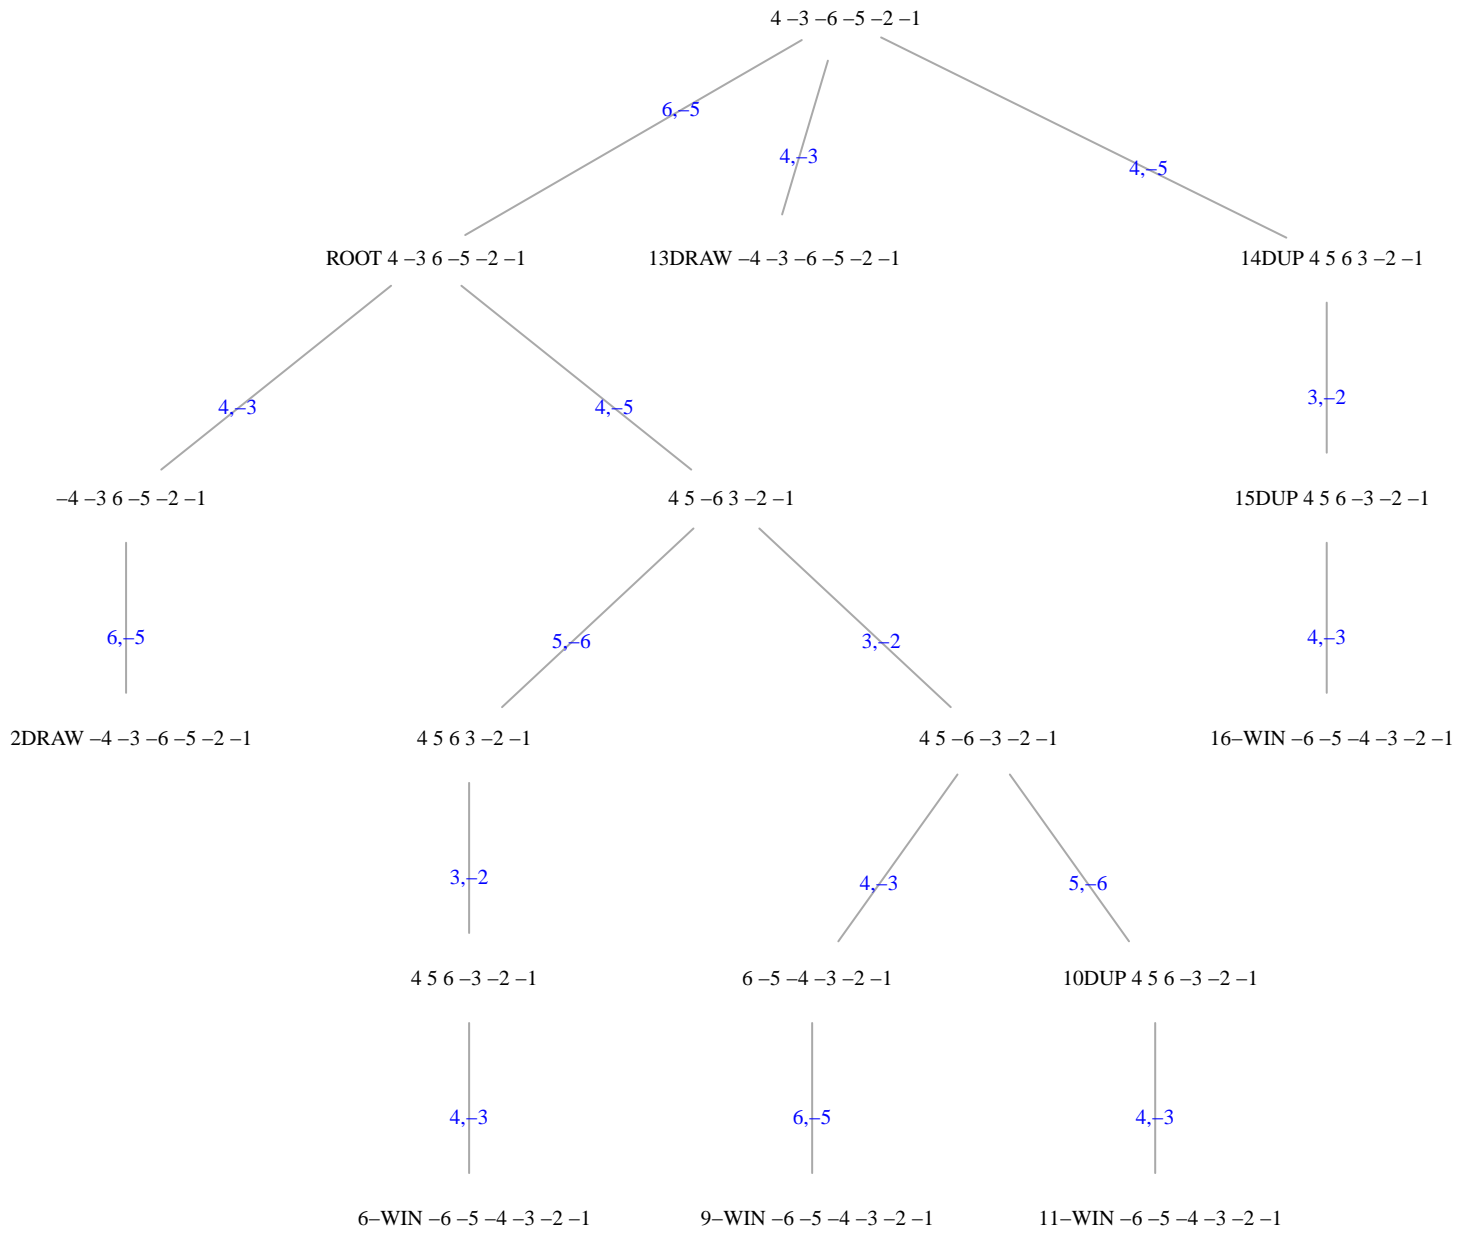 4 –3 –6 –5 –2 –1
6,–5
4,–3
4,–5
ROOT 4 –3 6 –5 –2 –1
13DRAW –4 –3 –6 –5 –2 –1
14DUP 4 5 6 3 –2 –1
4,–3
4,–5
3,–2
–4 –3 6 –5 –2 –1
4 5 –6 3 –2 –1
15DUP 4 5 6 –3 –2 –1
6,–5
5,–6
3,–2
4,–3
2DRAW –4 –3 –6 –5 –2 –1
4 5 6 3 –2 –1
4 5 –6 –3 –2 –1
16–WIN –6 –5 –4 –3 –2 –1
3,–2
4,–3
5,–6
4 5 6 –3 –2 –1
6 –5 –4 –3 –2 –1
10DUP 4 5 6 –3 –2 –1
4,–3
6,–5
4,–3
6–WIN –6 –5 –4 –3 –2 –1
9–WIN –6 –5 –4 –3 –2 –1
11–WIN –6 –5 –4 –3 –2 –1